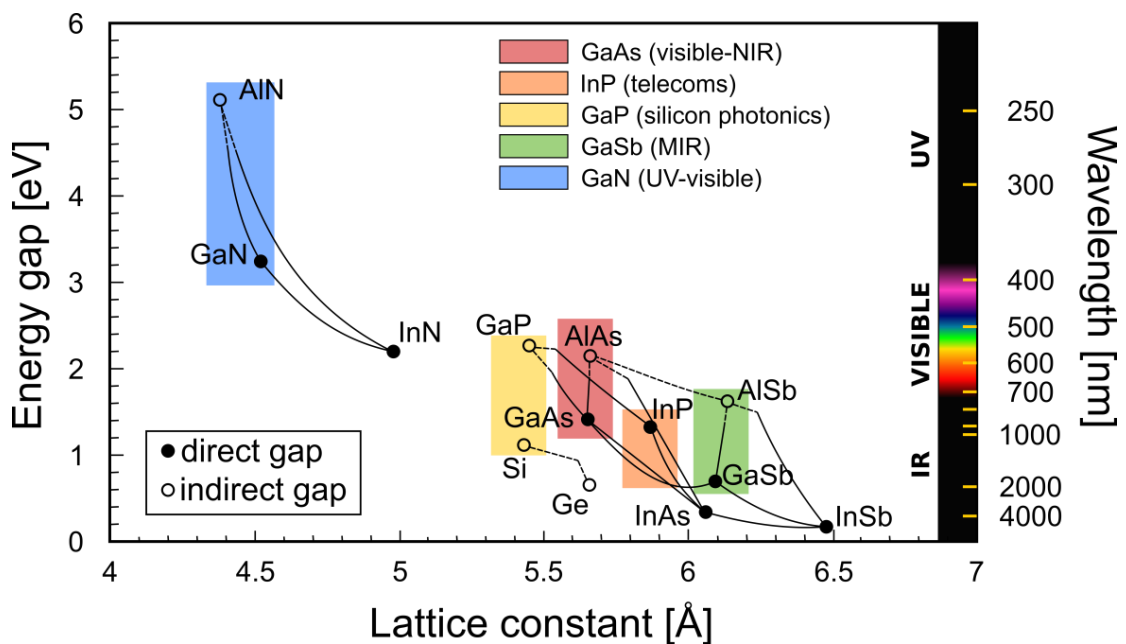 Energy gap [eV]
6
5
4
3
2
1
0
4
4.5
5
5.5
6
6.5
7
Lattice constant [Å]
GaAs (visible-NIR)
InP (telecoms)
GaP (silicon photonics)
GaSb (MIR)
GaN (UV-visible)
AlN
GaN
InN
GaP
AlAs
GaAs
InP
AlSb
Si
Ge
GaSb
InAs
InSb
direct gap
indirect gap
UV
VISIBLE
IR
250
300
400
500
600
700
1000
2000
4000
Wavelength [nm]